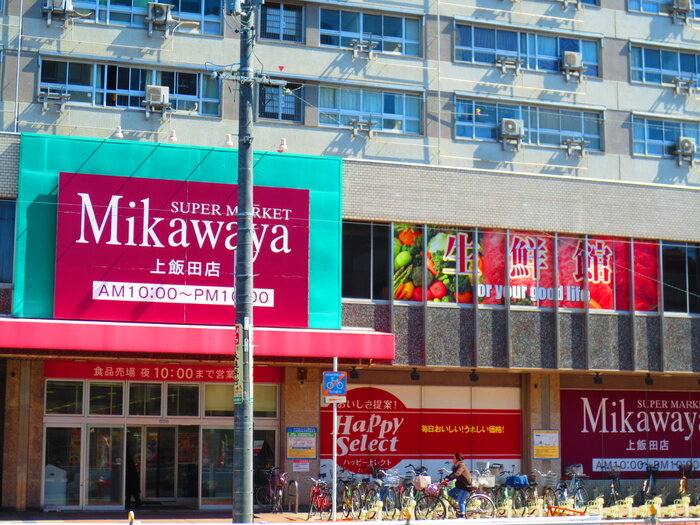 SUPER MARKET
Mikawaya
上飯田店
AM10:00〜PM10:00
生鮮館
or your good life
食品売場 夜10:00まで営業
おいしさ提案！
Happy
Select
ハッピーセレクト
毎日おいしい！うれしい価格！
SUPER MARKET
Mikawaya
上飯田店
AM10:00〜PM10:00